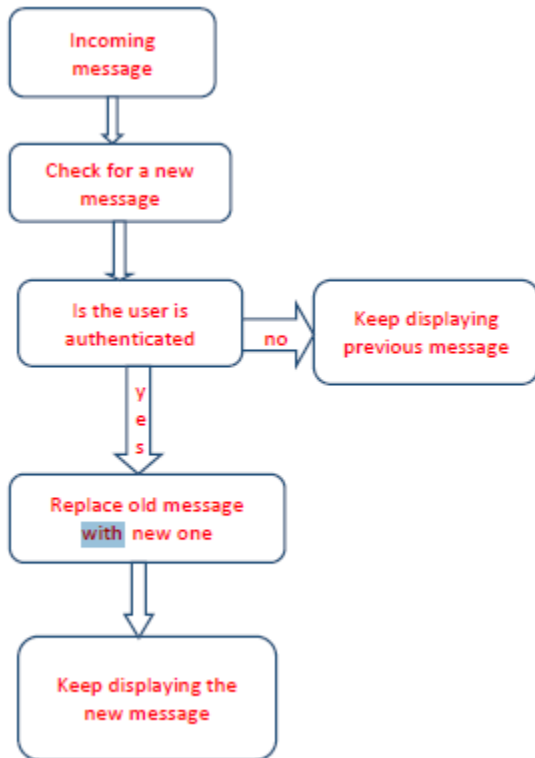 Incoming
message
Check for a new
message
Is the user is
authenticated
no
Keep displaying
previous message
yes
Replace old message
with new one
Keep displaying the
new message